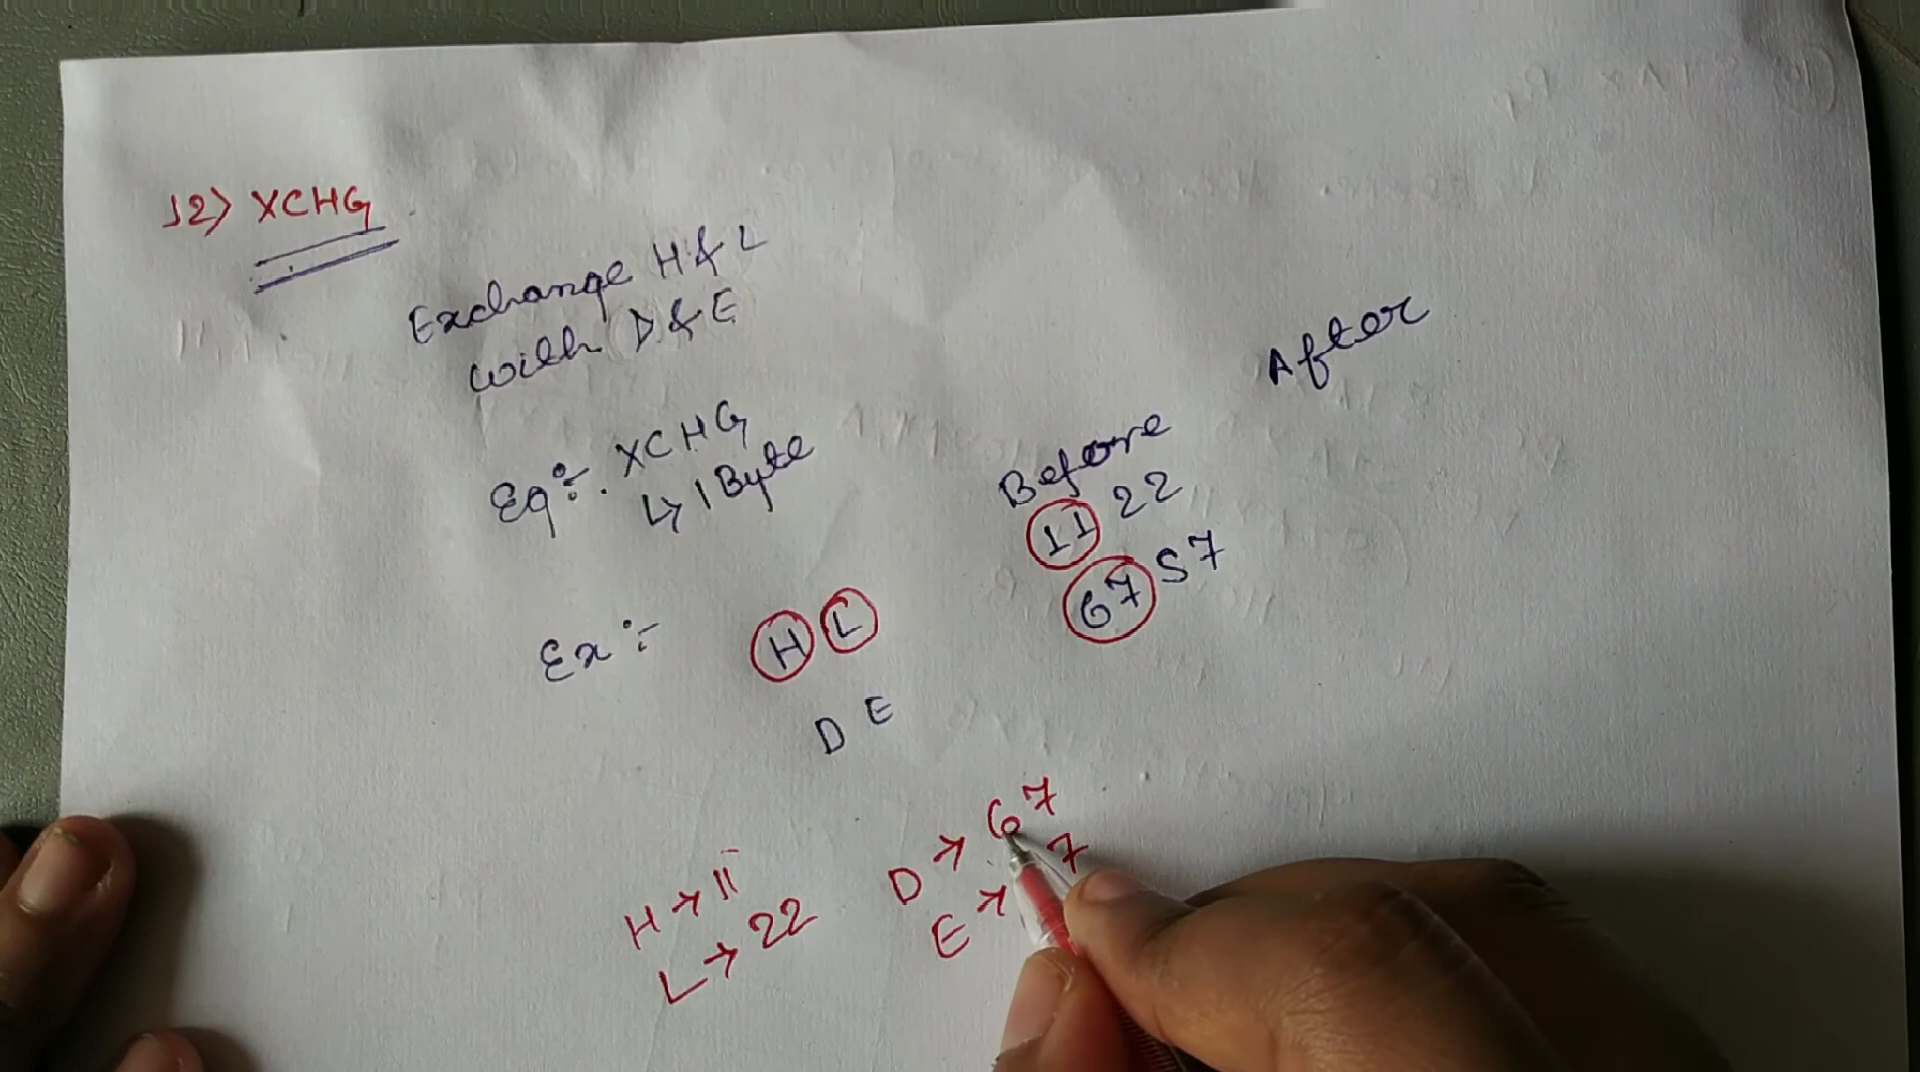 12> XCHG
Exchange H & L
with D & E
Eg:- XCHG
↳ 1 Byte
Before
After
11 22
67 57
Ex :-
H L
D E
H → 11
L → 22
D → 67
E → 7